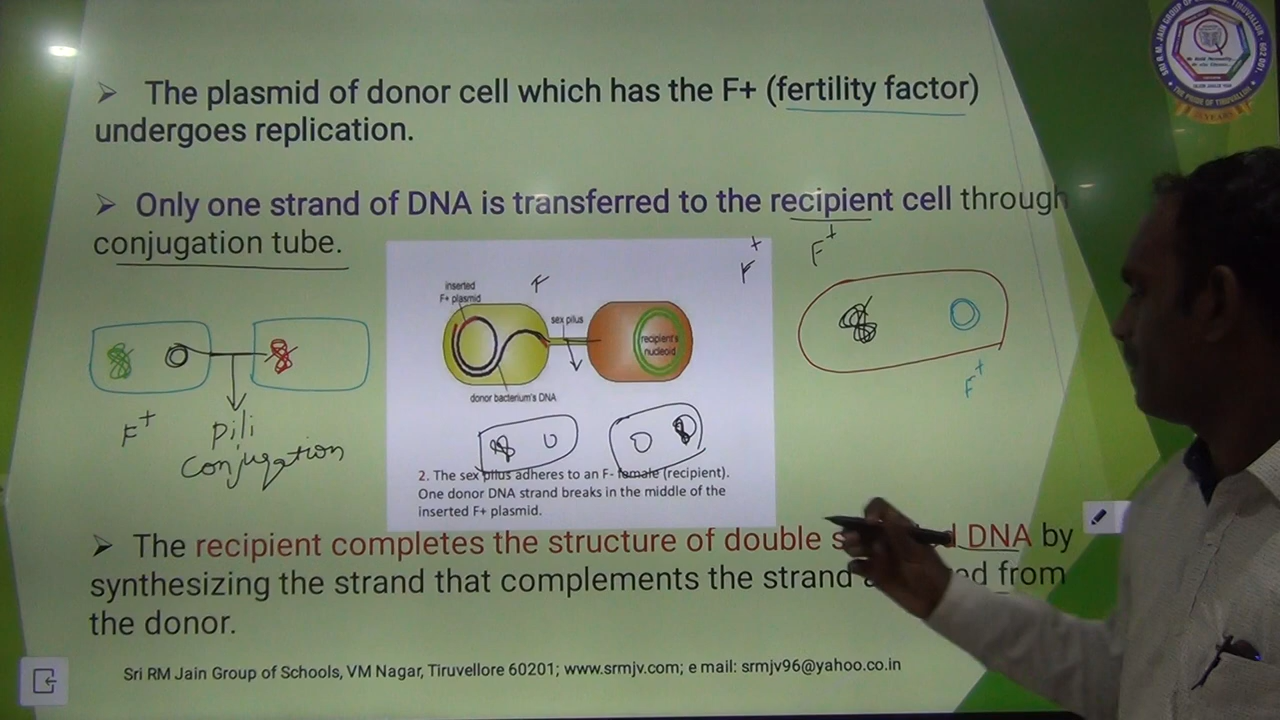 ➢ The plasmid of donor cell which has the F+ (fertility factor)
undergoes replication.
➢ Only one strand of DNA is transferred to the recipient cell through
conjugation tube.
F+
F+
F
inserted
F+ plasmid
sex pilus
recipient's
nucleoid
donor bacterium's DNA
F+
F+
Pili
Conjugation
2. The sex pilus adheres to an F- female (recipient).
One donor DNA strand breaks in the middle of the
inserted F+ plasmid.
➢ The recipient completes the structure of double s DNA by
synthesizing the strand that complements the strand from
the donor.
Sri RM Jain Group of Schools, VM Nagar, Tiruvellore 60201; www.srmjv.com; e mail: srmjv96@yahoo.co.in